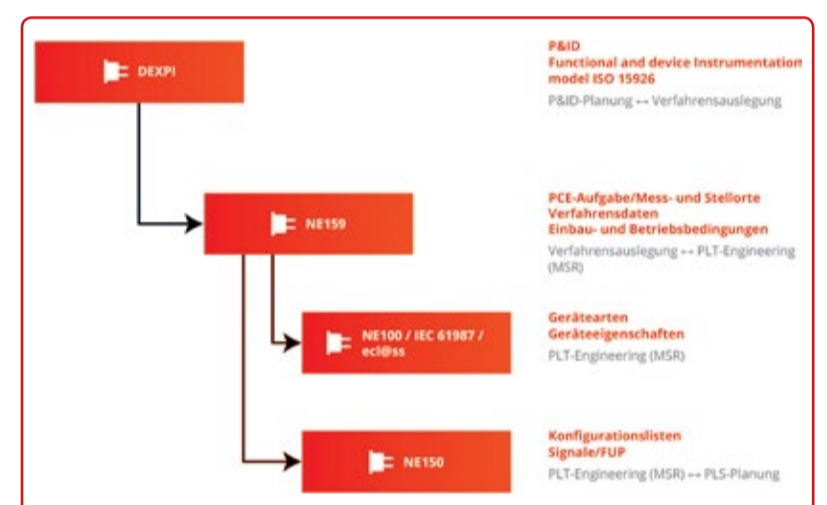 DEXPI
P&ID
Functional and device Instrumentation
model ISO 15926
P&ID-Planung ↔ Verfahrensauslegung
NE159
PCE-Aufgabe/Mess- und Stellorte
Verfahrensdaten
Einbau- und Betriebsbedingungen
Verfahrensauslegung ↔ PLT-Engineering
(MSR)
NE100 / IEC 61987 /
ecl@ss
Gerätearten
Geräteeigenschaften
PLT-Engineering (MSR)
NE150
Konfigurationslisten
Signale/FUP
PLT-Engineering (MSR) ↔ PLS-Planung